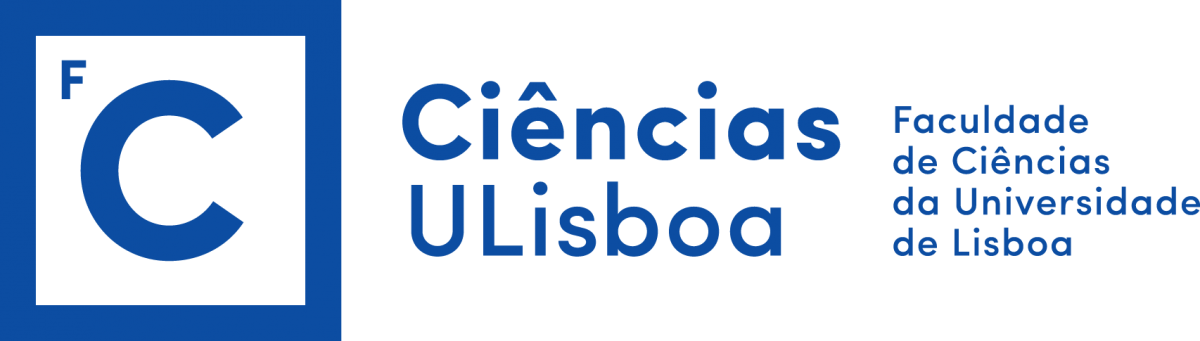 F
C
Ciências
ULisboa
Faculdade
de Ciências
da Universidade
de Lisboa